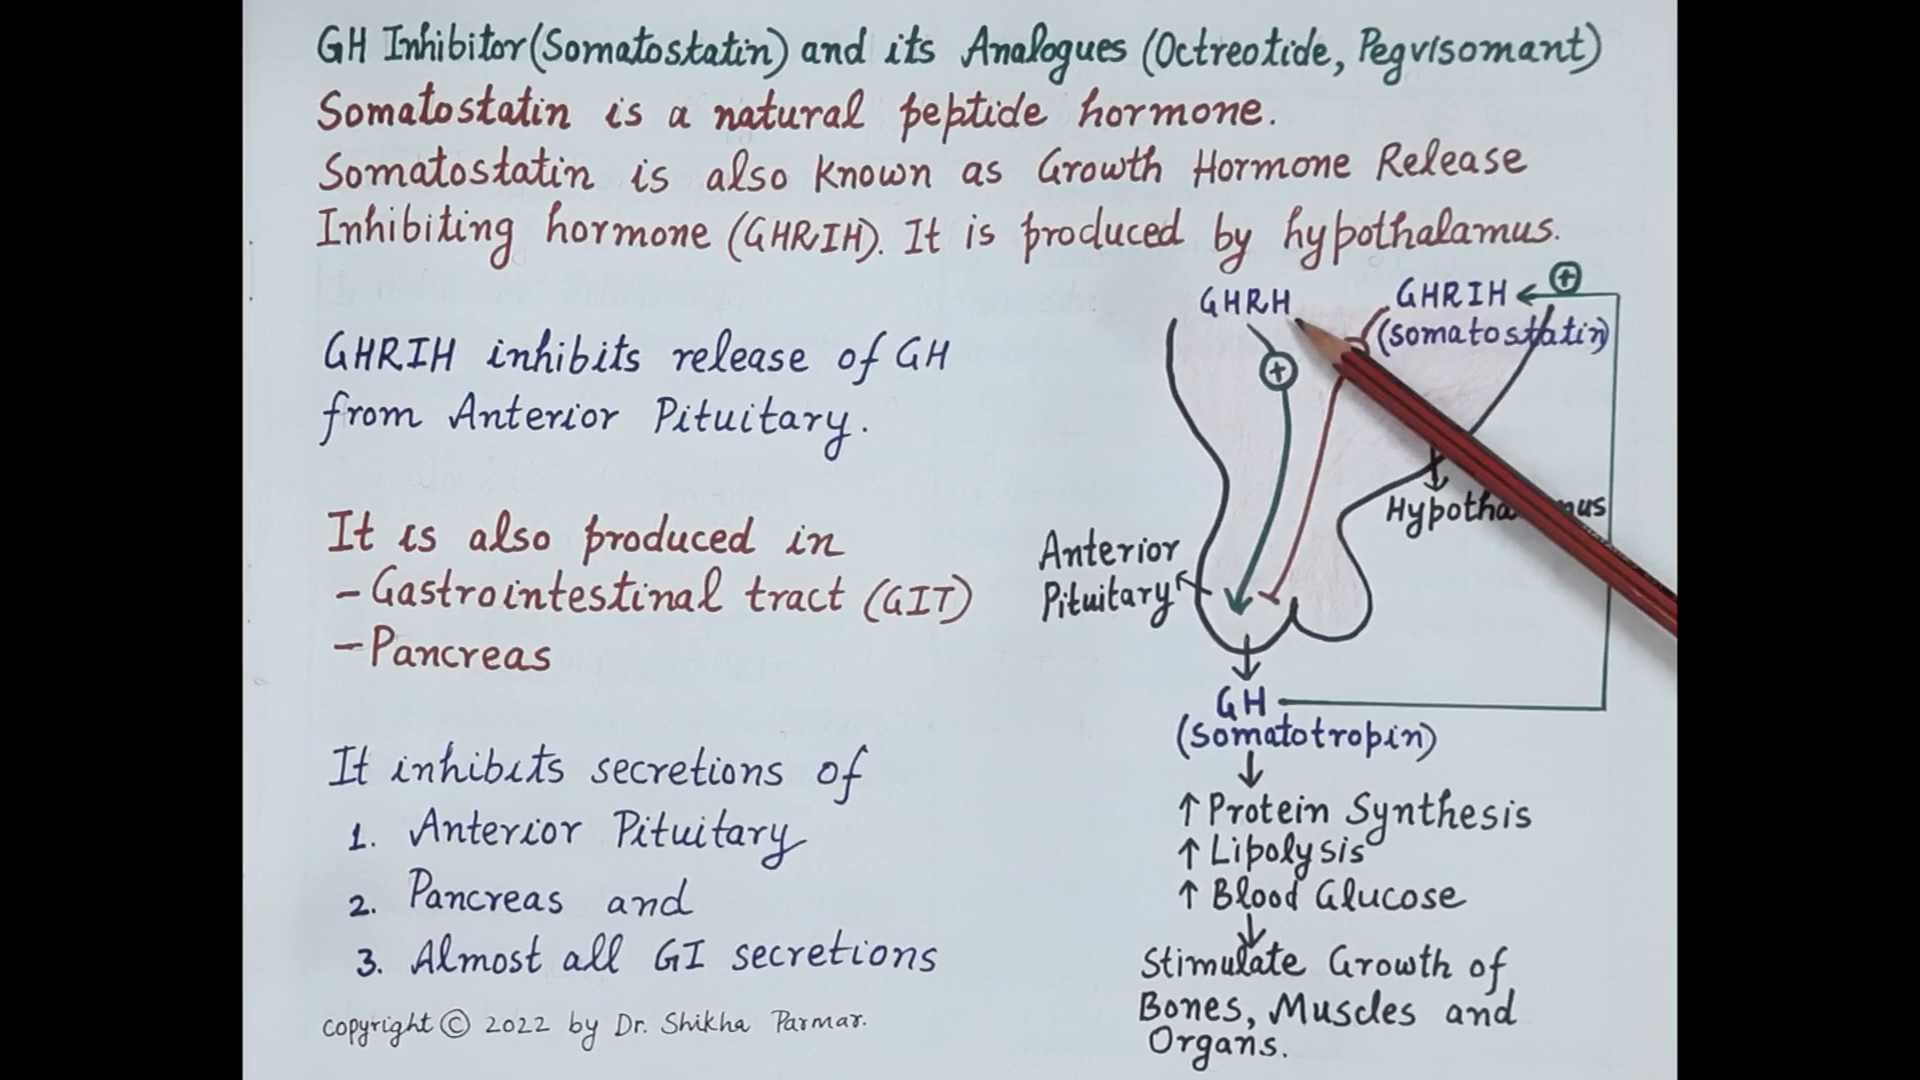 GH Inhibitor(Somatostatin) and its Analogues (Octreotide, Pegvisomant)
Somatostatin is a natural peptide hormone.
Somatostatin is also known as Growth Hormone Release
Inhibiting hormone (GHRIH). It is produced by hypothalamus.
GHRIH inhibits release of GH
from Anterior Pituitary.
It is also produced in
- Gastrointestinal tract (GIT)
- Pancreas
It inhibits secretions of
1. Anterior Pituitary
2. Pancreas and
3. Almost all GI secretions
copyright © 2022 by Dr. Shikha Parmar.
GHRH
GHRIH
(somatostatin)
+
+
Anterior
Pituitary
GH
(Somatotropin)
↑ Protein Synthesis
↑ Lipolysis
↑ Blood Glucose
Stimulate Growth of
Bones, Muscles and
Organs.